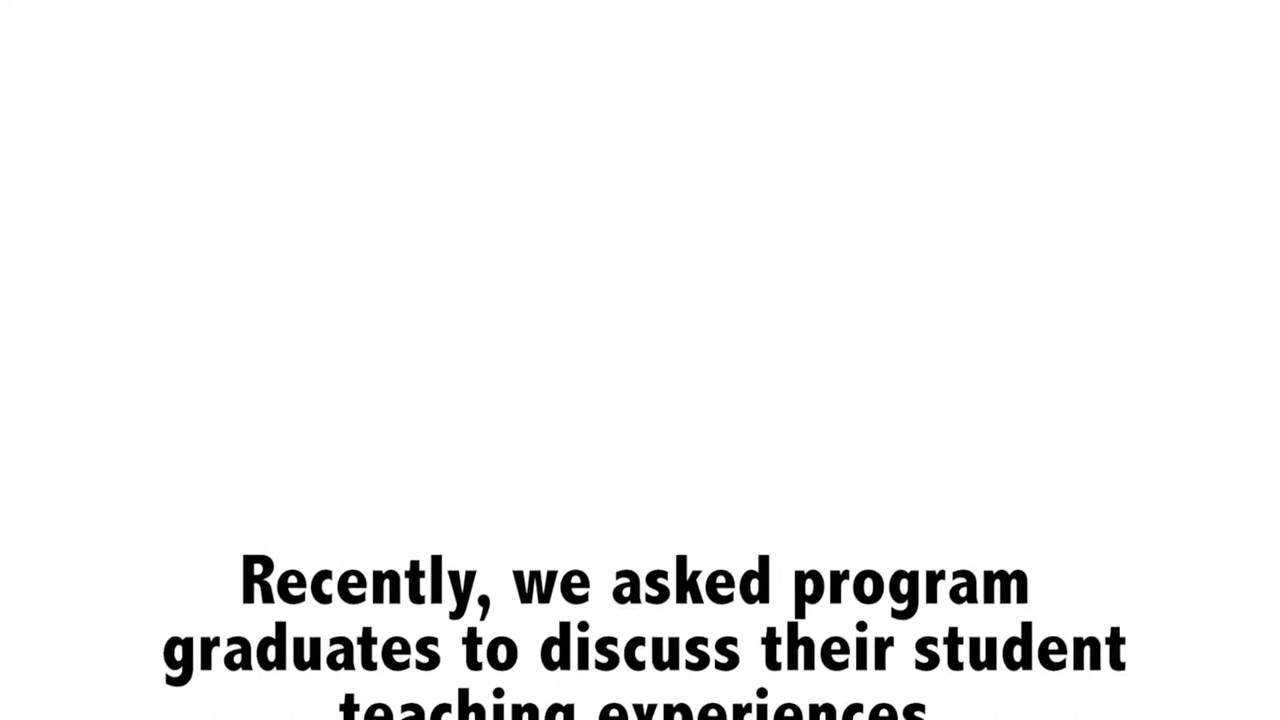 Recently, we asked program
graduates to discuss their student
teaching experiences